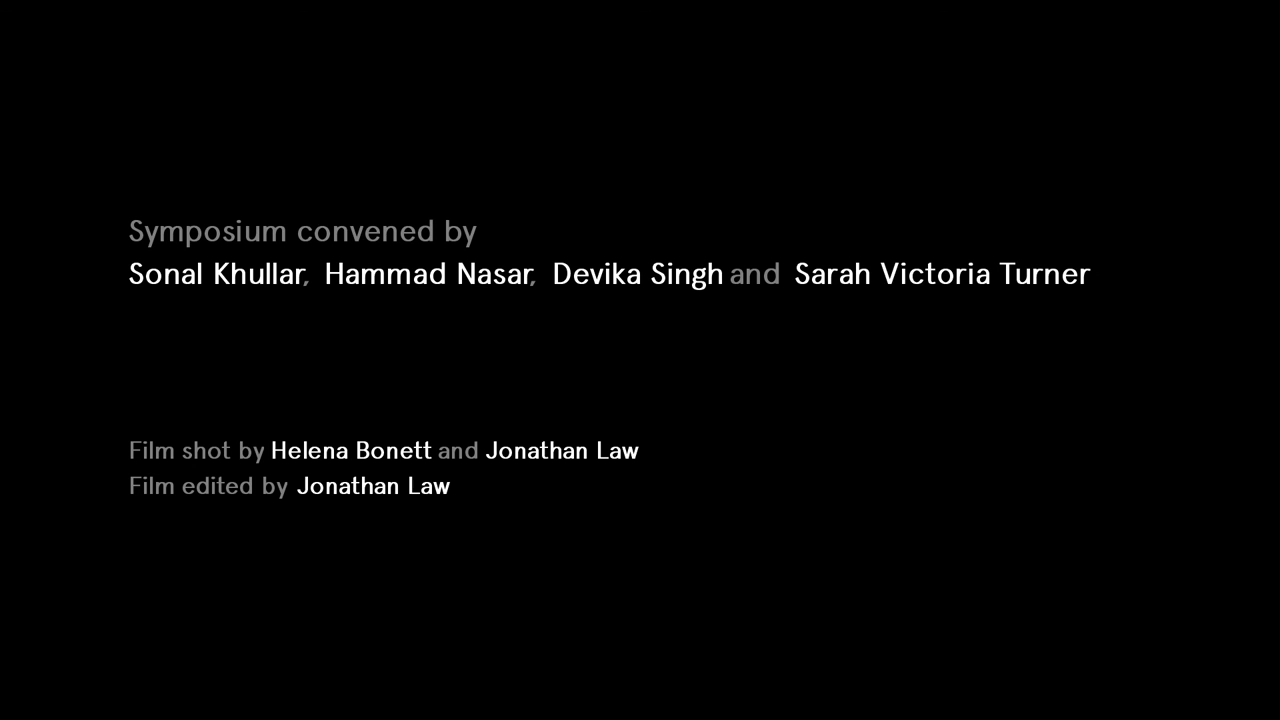 Symposium convened by
Sonal Khullar, Hammad Nasar, Devika Singh and Sarah Victoria Turner
Film shot by Helena Bonett and Jonathan Law
Film edited by Jonathan Law